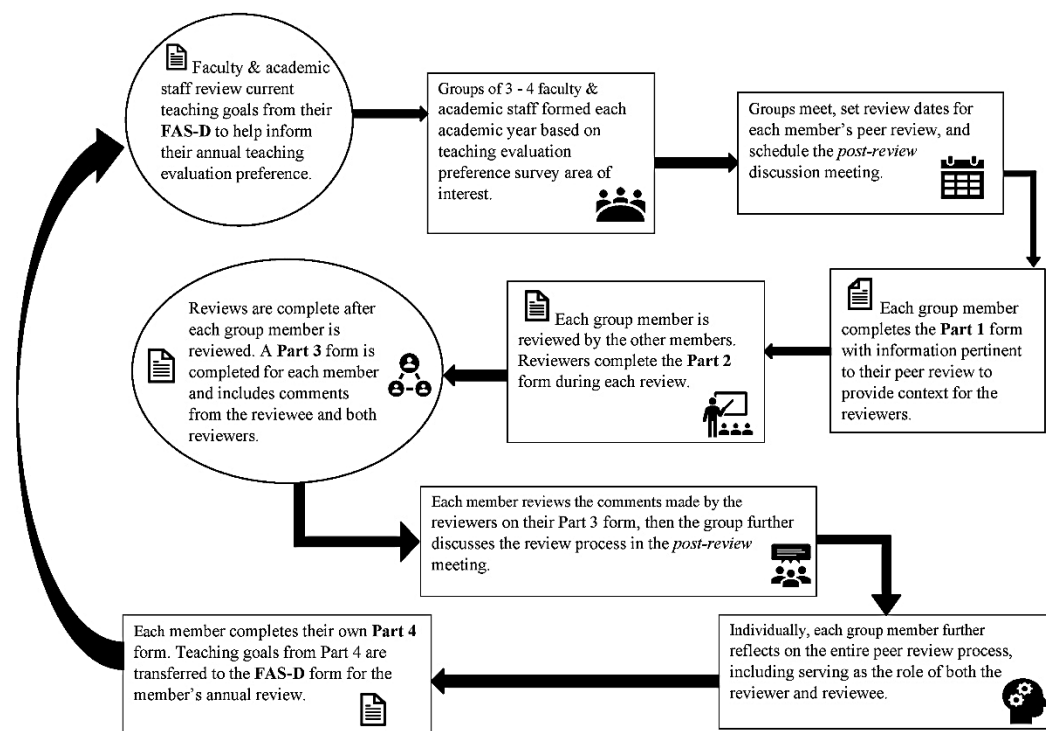 Faculty & academic
staff review current
teaching goals from their
FAS-D to help inform
their annual teaching
evaluation preference.
Groups of 3 - 4 faculty &
academic staff formed each
academic year based on
teaching evaluation
preference survey area of
interest.
Groups meet, set review dates for
each member's peer review, and
schedule the post-review
discussion meeting.
Each group member
completes the Part 1 form
with information pertinent
to their peer review to
provide context for the
reviewers.
Each group member is
reviewed by the other members.
Reviewers complete the Part 2
form during each review.
Reviews are complete after
each group member is
reviewed. A Part 3 form is
completed for each member
and includes comments
from the reviewee and both
reviewers.
Each member reviews the comments made by the
reviewers on their Part 3 form, then the group further
discusses the review process in the post-review
meeting.
Individually, each group member further
reflects on the entire peer review process,
including serving as the role of both the
reviewer and reviewee.
Each member completes their own Part 4
form. Teaching goals from Part 4 are
transferred to the FAS-D form for the
member's annual review.